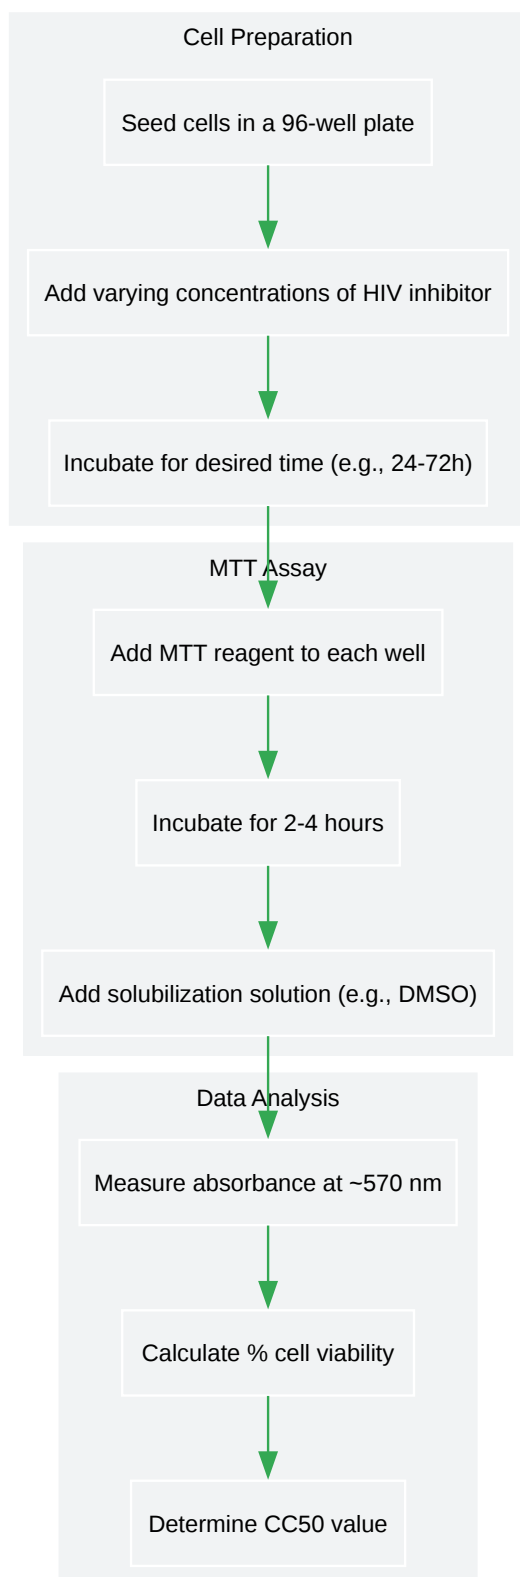 Cell Preparation
Seed cells in a 96-well plate
Add varying concentrations of HIV inhibitor
Incubate for desired time (e.g., 24-72h)
MTT Assay
Add MTT reagent to each well
Incubate for 2-4 hours
Add solubilization solution (e.g., DMSO)
Data Analysis
Measure absorbance at ~570 nm
Calculate % cell viability
Determine CC50 value